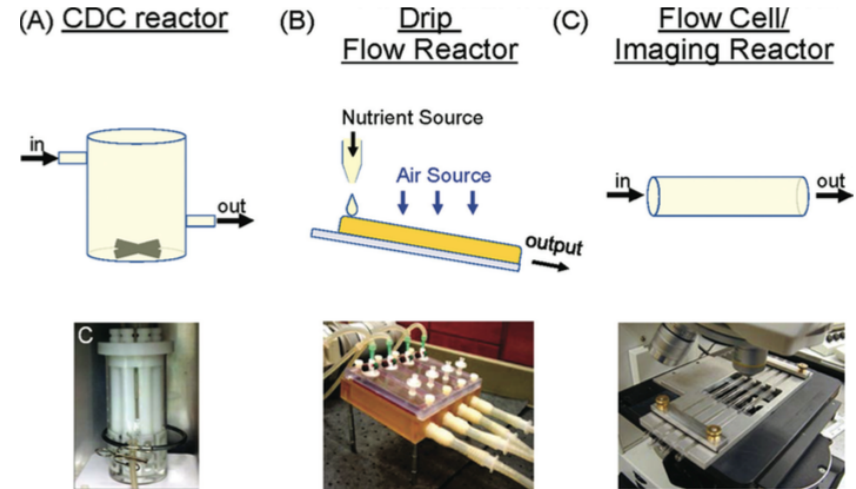 (A) CDC reactor
(B) Drip
Flow Reactor
(C) Flow Cell/
Imaging Reactor
in
out
Nutrient Source
Air Source
output
in
out
C